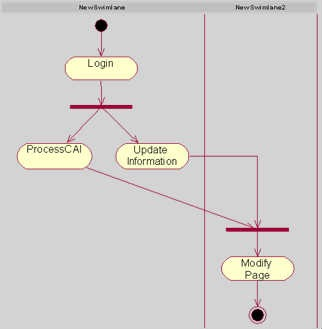 NewSwimlane
NewSwimlane2
Login
ProcessCAI
Update
Information
Modify
Page